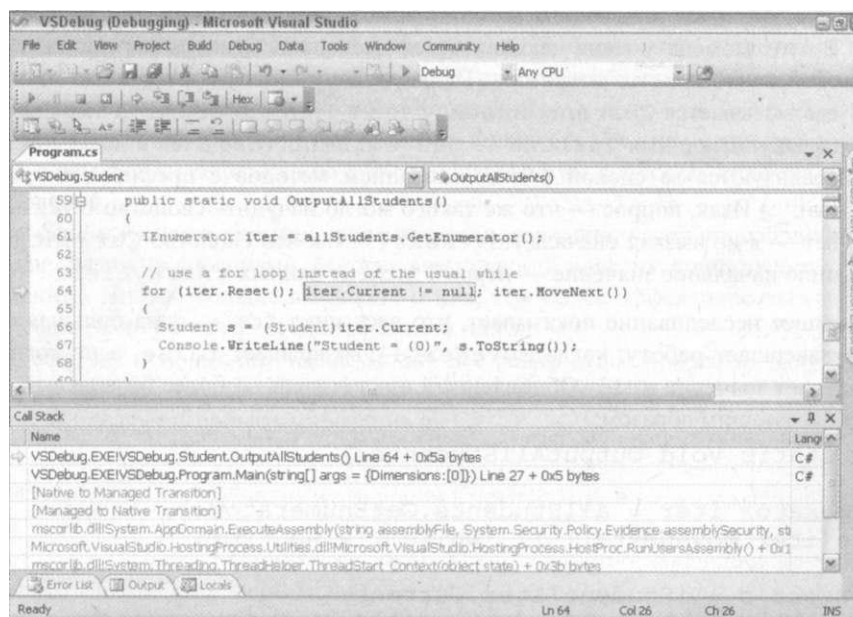 VSDebug (Debugging) - Microsoft Visual Studio
File Edit View Project Build Debug Data Tools Window Community Help
Debug Any CPU
Hex
Program.cs
VSDebug.Student OutputAllStudents()
59 public static void OutputAllStudents()
60 {
61 IEnumerator iter = allStudents.GetEnumerator();
62
63 // use a for loop instead of the usual while
64 for (iter.Reset(); iter.Current != null; iter.MoveNext())
65 {
66 Student s = (Student)iter.Current;
67 Console.WriteLine("Student = {0}", s.ToString());
68 }
69 }
Call Stack
Name Lang
VSDebug.EXE!VSDebug.Student.OutputAllStudents() Line 64 + 0x5a bytes C#
VSDebug.EXE!VSDebug.Program.Main(string[] args = {Dimensions:[0]}) Line 27 + 0x5 bytes C#
[Native to Managed Transition]
[Managed to Native Transition]
mscorlib.dll!System.AppDomain.ExecuteAssembly(string assemblyFile, System.Security.Policy.Evidence assemblySecurity, st
Microsoft.VisualStudio.HostingProcess.Utilities.dll!Microsoft.VisualStudio.HostingProcess.HostProc.RunUsersAssembly() + 0x1
mscorlib.dll!System.Threading.ThreadHelper.ThreadStart_Context(object state) + 0x3b bytes
Error List Output Locals
Ready Ln 64 Col 26 Ch 26 INS